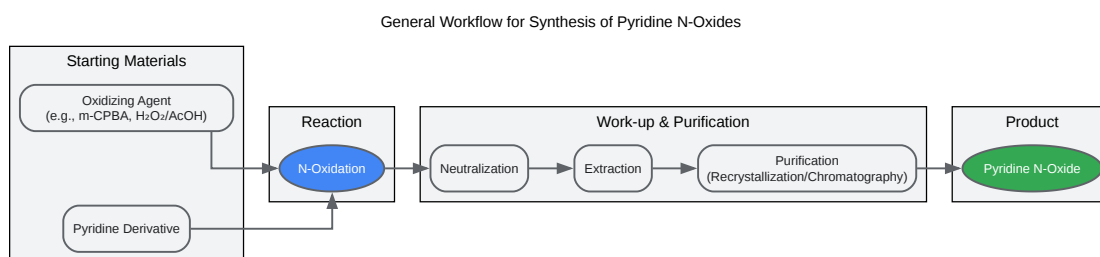 General Workflow for Synthesis of Pyridine N-Oxides
Starting Materials
Oxidizing Agent
(e.g., m-CPBA, H₂O₂/AcOH)
Pyridine Derivative
Reaction
N-Oxidation
Work-up & Purification
Neutralization
Extraction
Purification
(Recrystallization/Chromatography)
Product
Pyridine N-Oxide